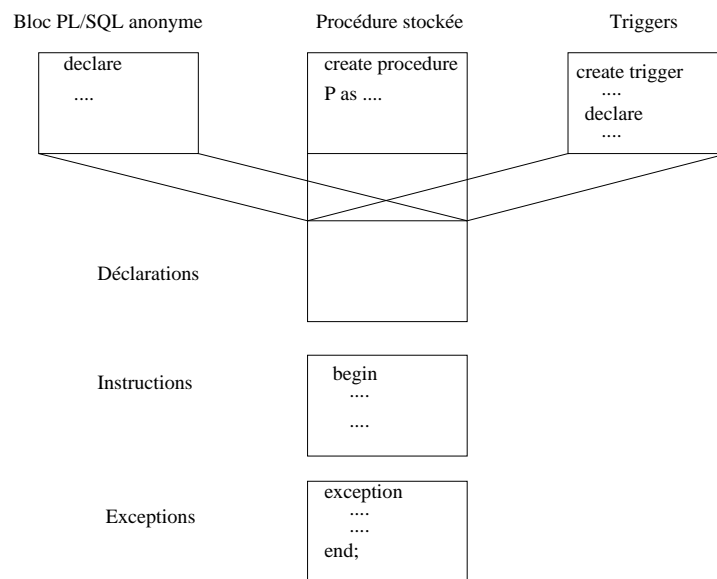 Bloc PL/SQL anonyme
Procédure stockée
Triggers
declare
....
create procedure
P as ....
create trigger
....
declare
....
Déclarations
Instructions
begin
....
....
Exceptions
exception
....
....
end;